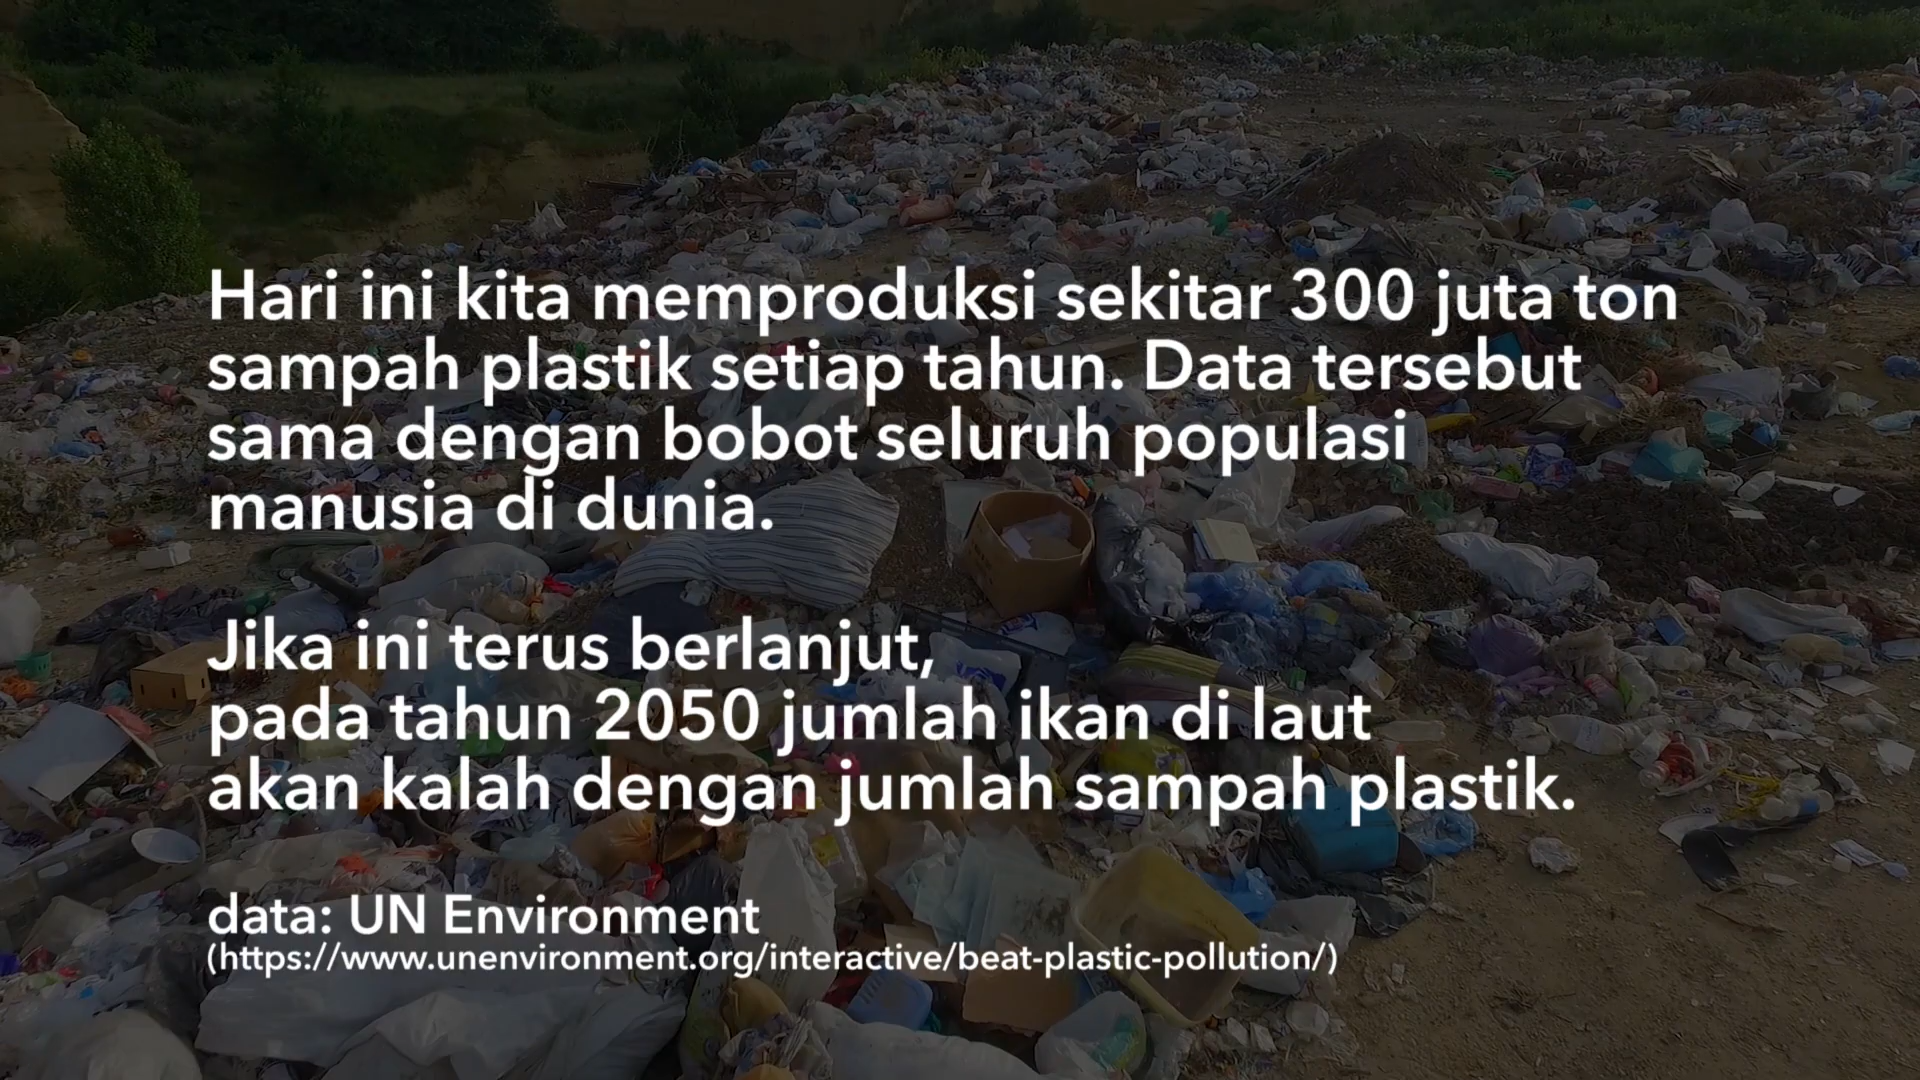 Hari ini kita memproduksi sekitar 300 juta ton
sampah plastik setiap tahun. Data tersebut
sama dengan bobot seluruh populasi
manusia di dunia.
Jika ini terus berlanjut,
pada tahun 2050 jumlah ikan di laut
akan kalah dengan jumlah sampah plastik.
data: UN Environment
(https://www.unenvironment.org/interactive/beat-plastic-pollution/)